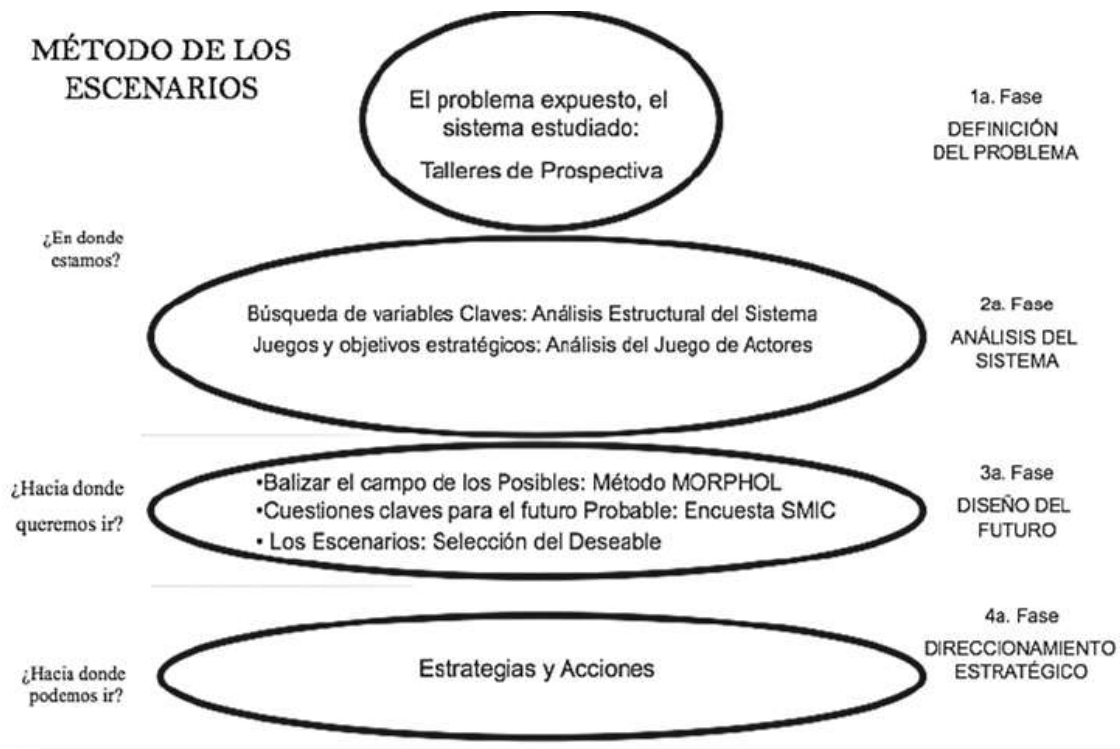 MÉTODO DE LOS
ESCENARIOS
El problema expuesto, el
sistema estudiado:
Talleres de Prospectiva
1a. Fase
DEFINICIÓN
DEL PROBLEMA
¿En donde
estamos?
Búsqueda de variables Claves: Análisis Estructural del Sistema
Juegos y objetivos estratégicos: Análisis del Juego de Actores
2a. Fase
ANÁLISIS DEL
SISTEMA
¿Hacia donde
queremos ir?
•Balizar el campo de los Posibles: Método MORPHOL
•Cuestiones claves para el futuro Probable: Encuesta SMIC
• Los Escenarios: Selección del Deseable
3a. Fase
DISEÑO DEL
FUTURO
¿Hacia donde
podemos ir?
Estrategias y Acciones
4a. Fase
DIRECCIONAMIENTO
ESTRATÉGICO